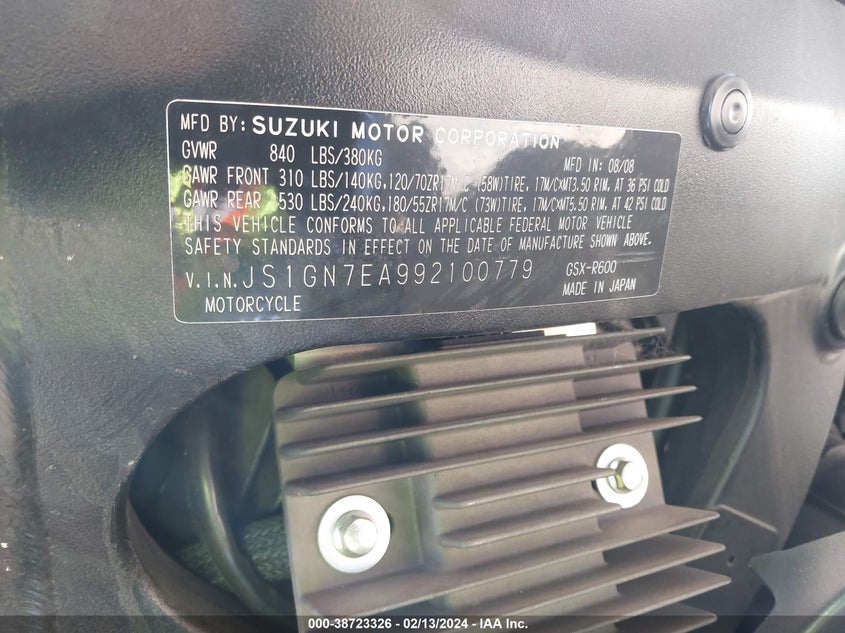 MFD BY: SUZUKI MOTOR CORPORATION
GVWR 840 LBS/380KG MFD IN: 08/08
GAWR FRONT 310 LBS/140KG,120/70ZR17M/C (58W)TIRE, 17M/C×MT3.50 RIM, AT 36 PSI COLD
GAWR REAR 530 LBS/240KG,180/55ZR17M/C (73W)TIRE, 17M/C×MT5.50 RIM, AT 42 PSI COLD
THIS VEHICLE CONFORMS TO ALL APPLICABLE FEDERAL MOTOR VEHICLE
SAFETY STANDARDS IN EFFECT ON THE DATE OF MANUFACTURE SHOWN ABOVE.
V.I.N. JS1GN7EA992100779 GSX-R600
MOTORCYCLE MADE IN JAPAN
000-38723326 - 02/13/2024 - IAA Inc.